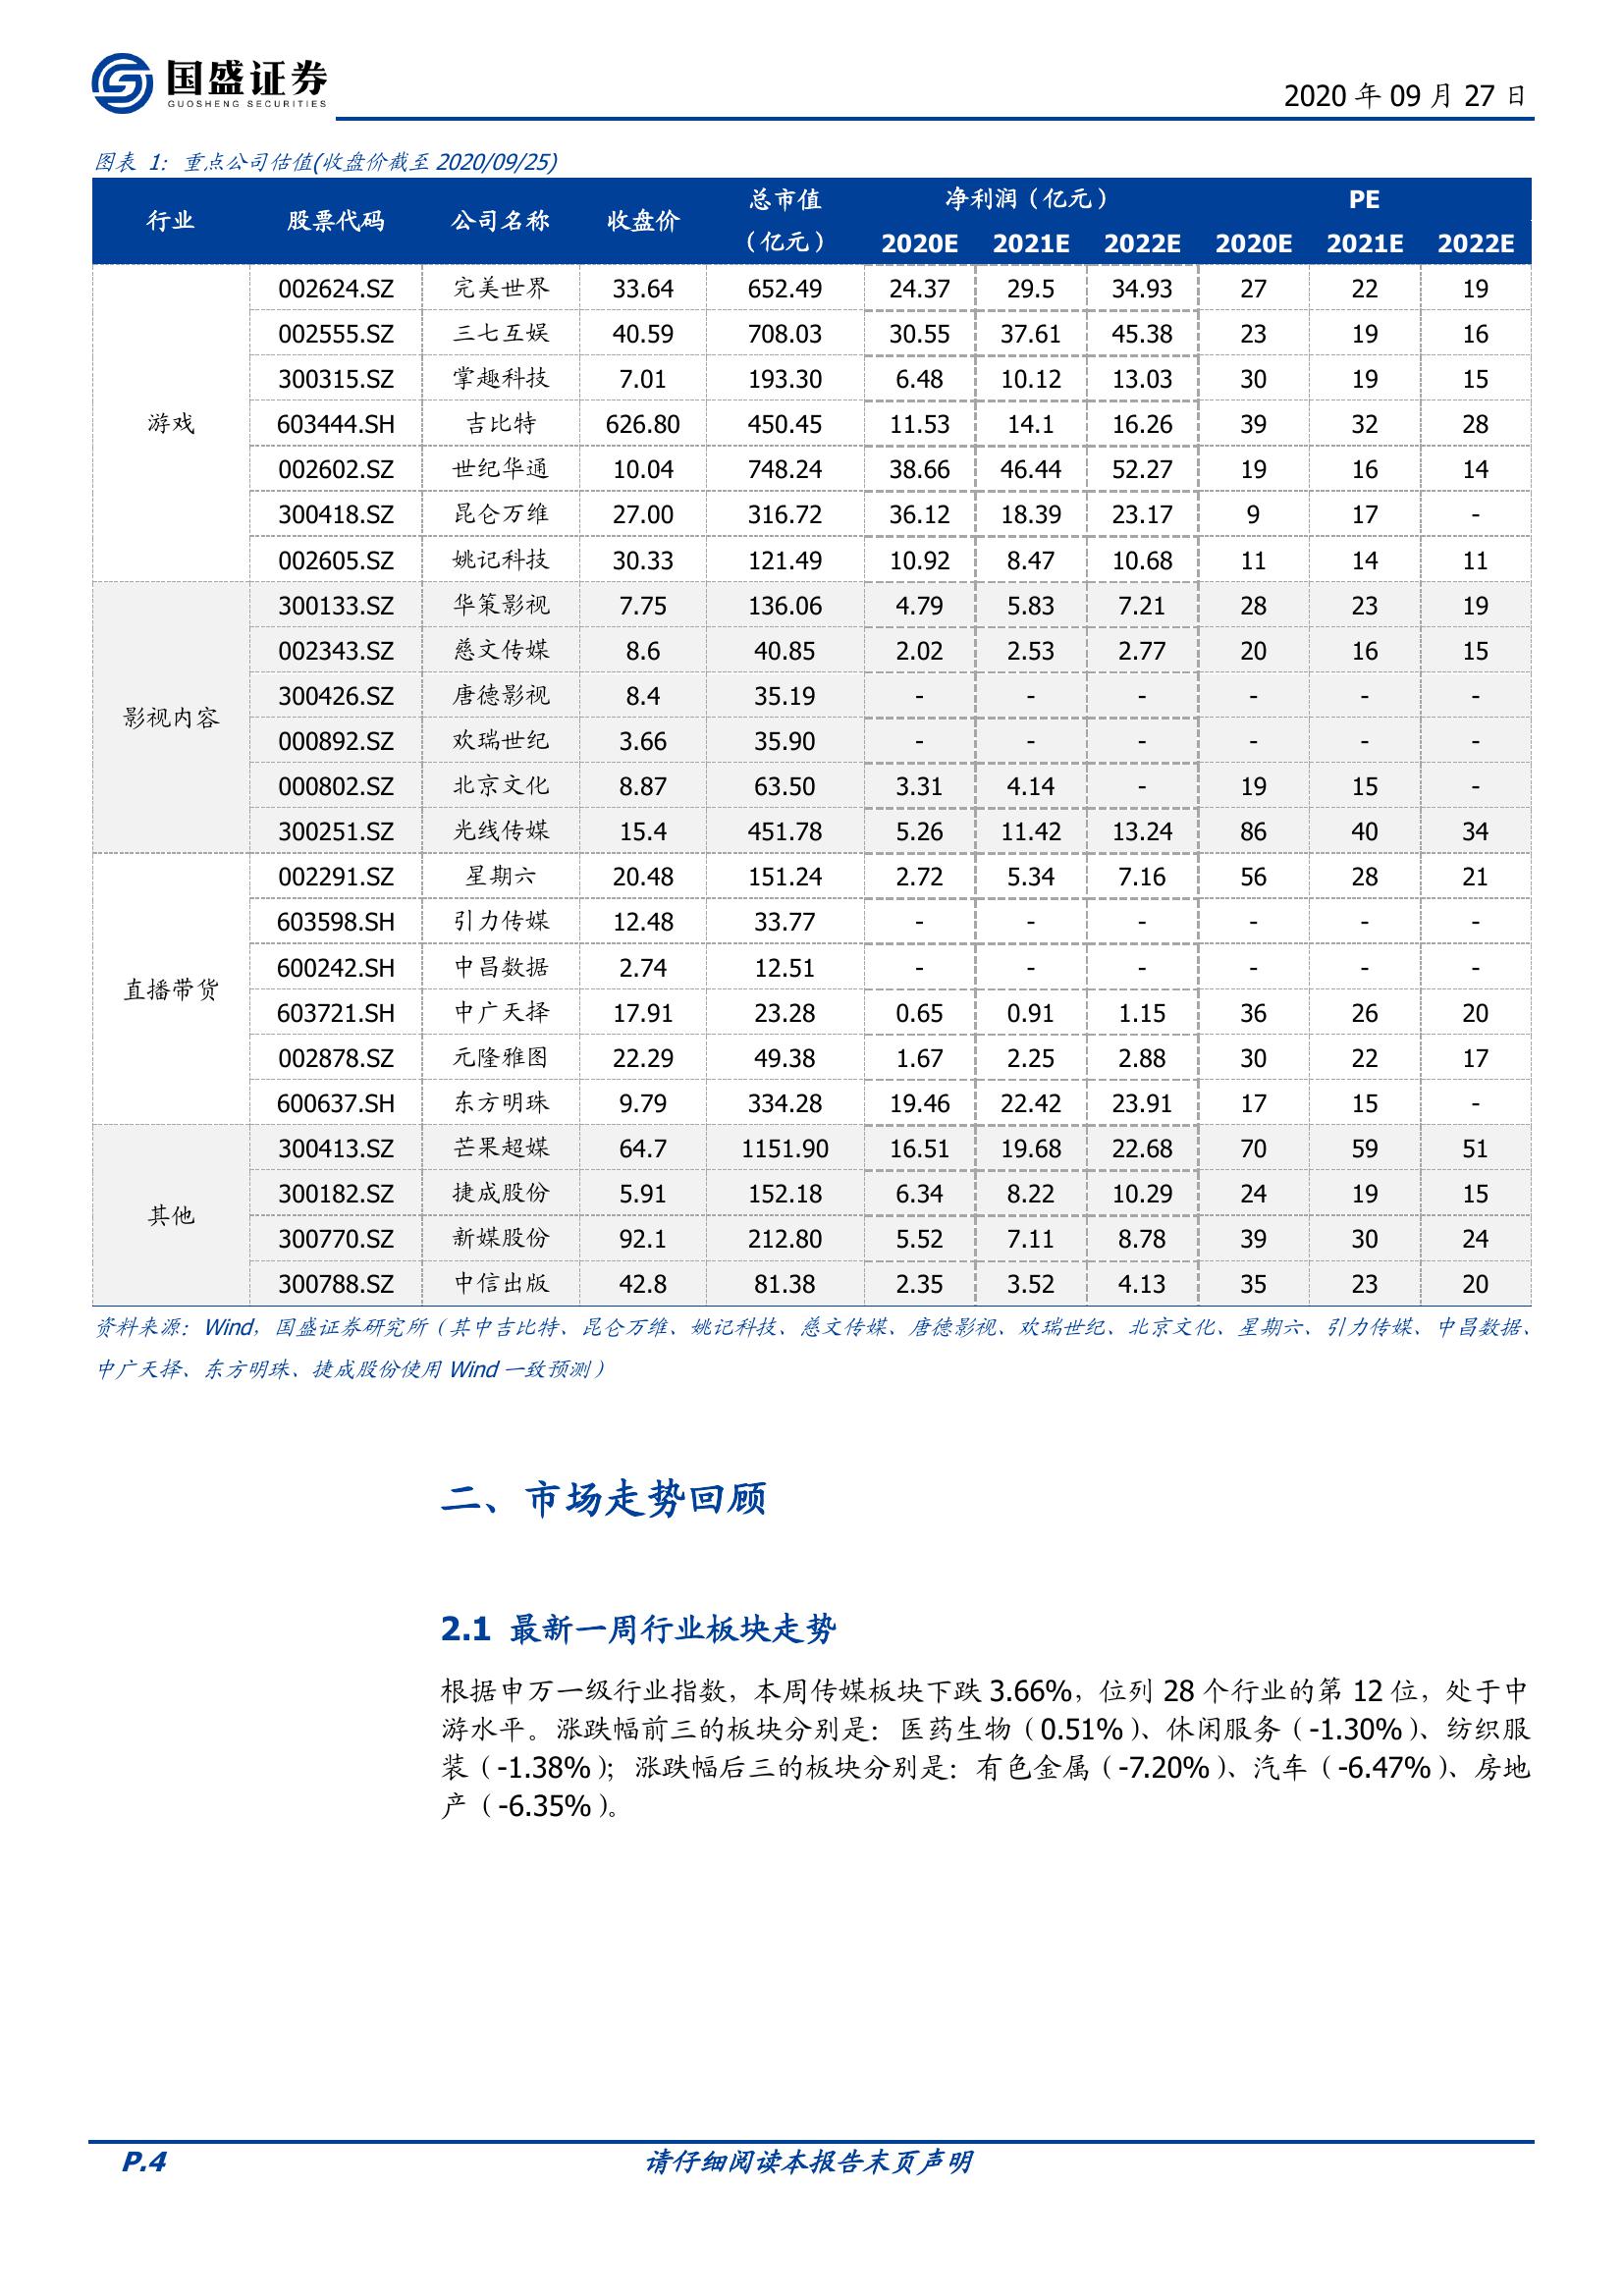 国盛证券
GUOSHENG SECURITIES
2020 年 09 月 27 日
图表 1：重点公司估值(收盘价截至 2020/09/25)
行业 股票代码 公司名称 收盘价 总市值（亿元） 净利润（亿元） PE
2020E 2021E 2022E 2020E 2021E 2022E
游戏
002624.SZ 完美世界 33.64 652.49 24.37 29.5 34.93 27 22 19
002555.SZ 三七互娱 40.59 708.03 30.55 37.61 45.38 23 19 16
300315.SZ 掌趣科技 7.01 193.30 6.48 10.12 13.03 30 19 15
603444.SH 吉比特 626.80 450.45 11.53 14.1 16.26 39 32 28
002602.SZ 世纪华通 10.04 748.24 38.66 46.44 52.27 19 16 14
300418.SZ 昆仑万维 27.00 316.72 36.12 18.39 23.17 9 17 -
002605.SZ 姚记科技 30.33 121.49 10.92 8.47 10.68 11 14 11
影视内容
300133.SZ 华策影视 7.75 136.06 4.79 5.83 7.21 28 23 19
002343.SZ 慈文传媒 8.6 40.85 2.02 2.53 2.77 20 16 15
300426.SZ 唐德影视 8.4 35.19 - - - - - -
000892.SZ 欢瑞世纪 3.66 35.90 - - - - - -
000802.SZ 北京文化 8.87 63.50 3.31 4.14 - 19 15 -
300251.SZ 光线传媒 15.4 451.78 5.26 11.42 13.24 86 40 34
直播带货
002291.SZ 星期六 20.48 151.24 2.72 5.34 7.16 56 28 21
603598.SH 引力传媒 12.48 33.77 - - - - - -
600242.SH 中昌数据 2.74 12.51 - - - - - -
603721.SH 中广天择 17.91 23.28 0.65 0.91 1.15 36 26 20
002878.SZ 元隆雅图 22.29 49.38 1.67 2.25 2.88 30 22 17
600637.SH 东方明珠 9.79 334.28 19.46 22.42 23.91 17 15 -
其他
300413.SZ 芒果超媒 64.7 1151.90 16.51 19.68 22.68 70 59 51
300182.SZ 捷成股份 5.91 152.18 6.34 8.22 10.29 24 19 15
300770.SZ 新媒股份 92.1 212.80 5.52 7.11 8.78 39 30 24
300788.SZ 中信出版 42.8 81.38 2.35 3.52 4.13 35 23 20
资料来源：Wind，国盛证券研究所（其中吉比特、昆仑万维、姚记科技、慈文传媒、唐德影视、欢瑞世纪、北京文化、星期六、引力传媒、中昌数据、
中广天择、东方明珠、捷成股份使用 Wind 一致预测）
二、市场走势回顾
2.1 最新一周行业板块走势
根据申万一级行业指数，本周传媒板块下跌 3.66%，位列 28 个行业的第 12 位，处于中
游水平。涨跌幅前三的板块分别是：医药生物（0.51%）、休闲服务（-1.30%）、纺织服
装（-1.38%）；涨跌幅后三的板块分别是：有色金属（-7.20%）、汽车（-6.47%）、房地
产（-6.35%）。
P.4 请仔细阅读本报告末页声明